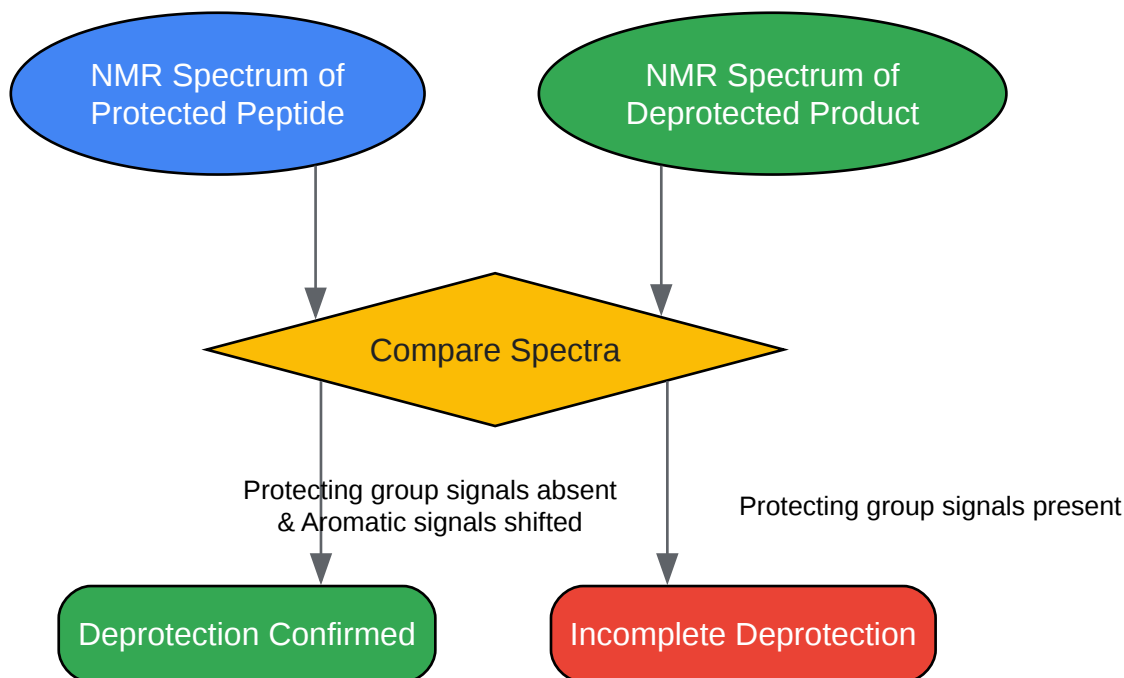 NMR Spectrum of
Protected Peptide
NMR Spectrum of
Deprotected Product
Compare Spectra
Protecting group signals absent
& Aromatic signals shifted
Protecting group signals present
Deprotection Confirmed
Incomplete Deprotection